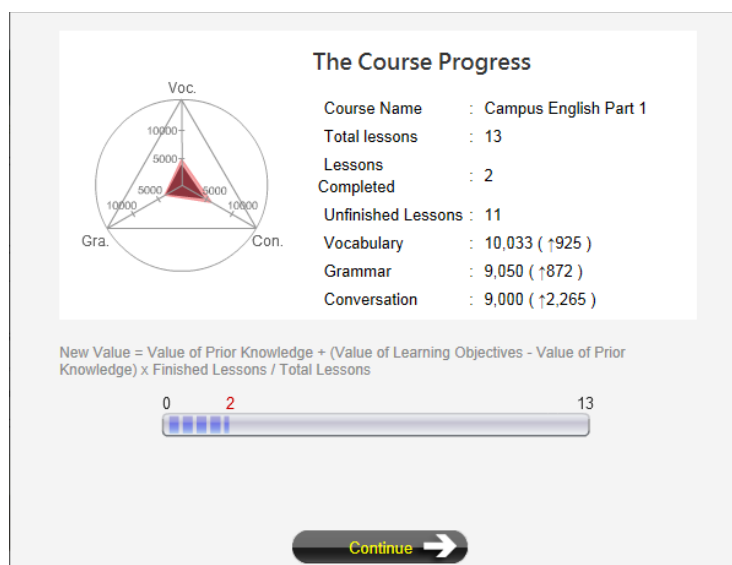 The Course Progress
Voc.
10000
5000
5000
5000
10000
10000
Gra.
Con.
Course Name : Campus English Part 1
Total lessons : 13
Lessons
Completed : 2
Unfinished Lessons : 11
Vocabulary : 10,033 ( ↑925 )
Grammar : 9,050 ( ↑872 )
Conversation : 9,000 ( ↑2,265 )
New Value = Value of Prior Knowledge + (Value of Learning Objectives - Value of Prior
Knowledge) x Finished Lessons / Total Lessons
0 2 13
Continue